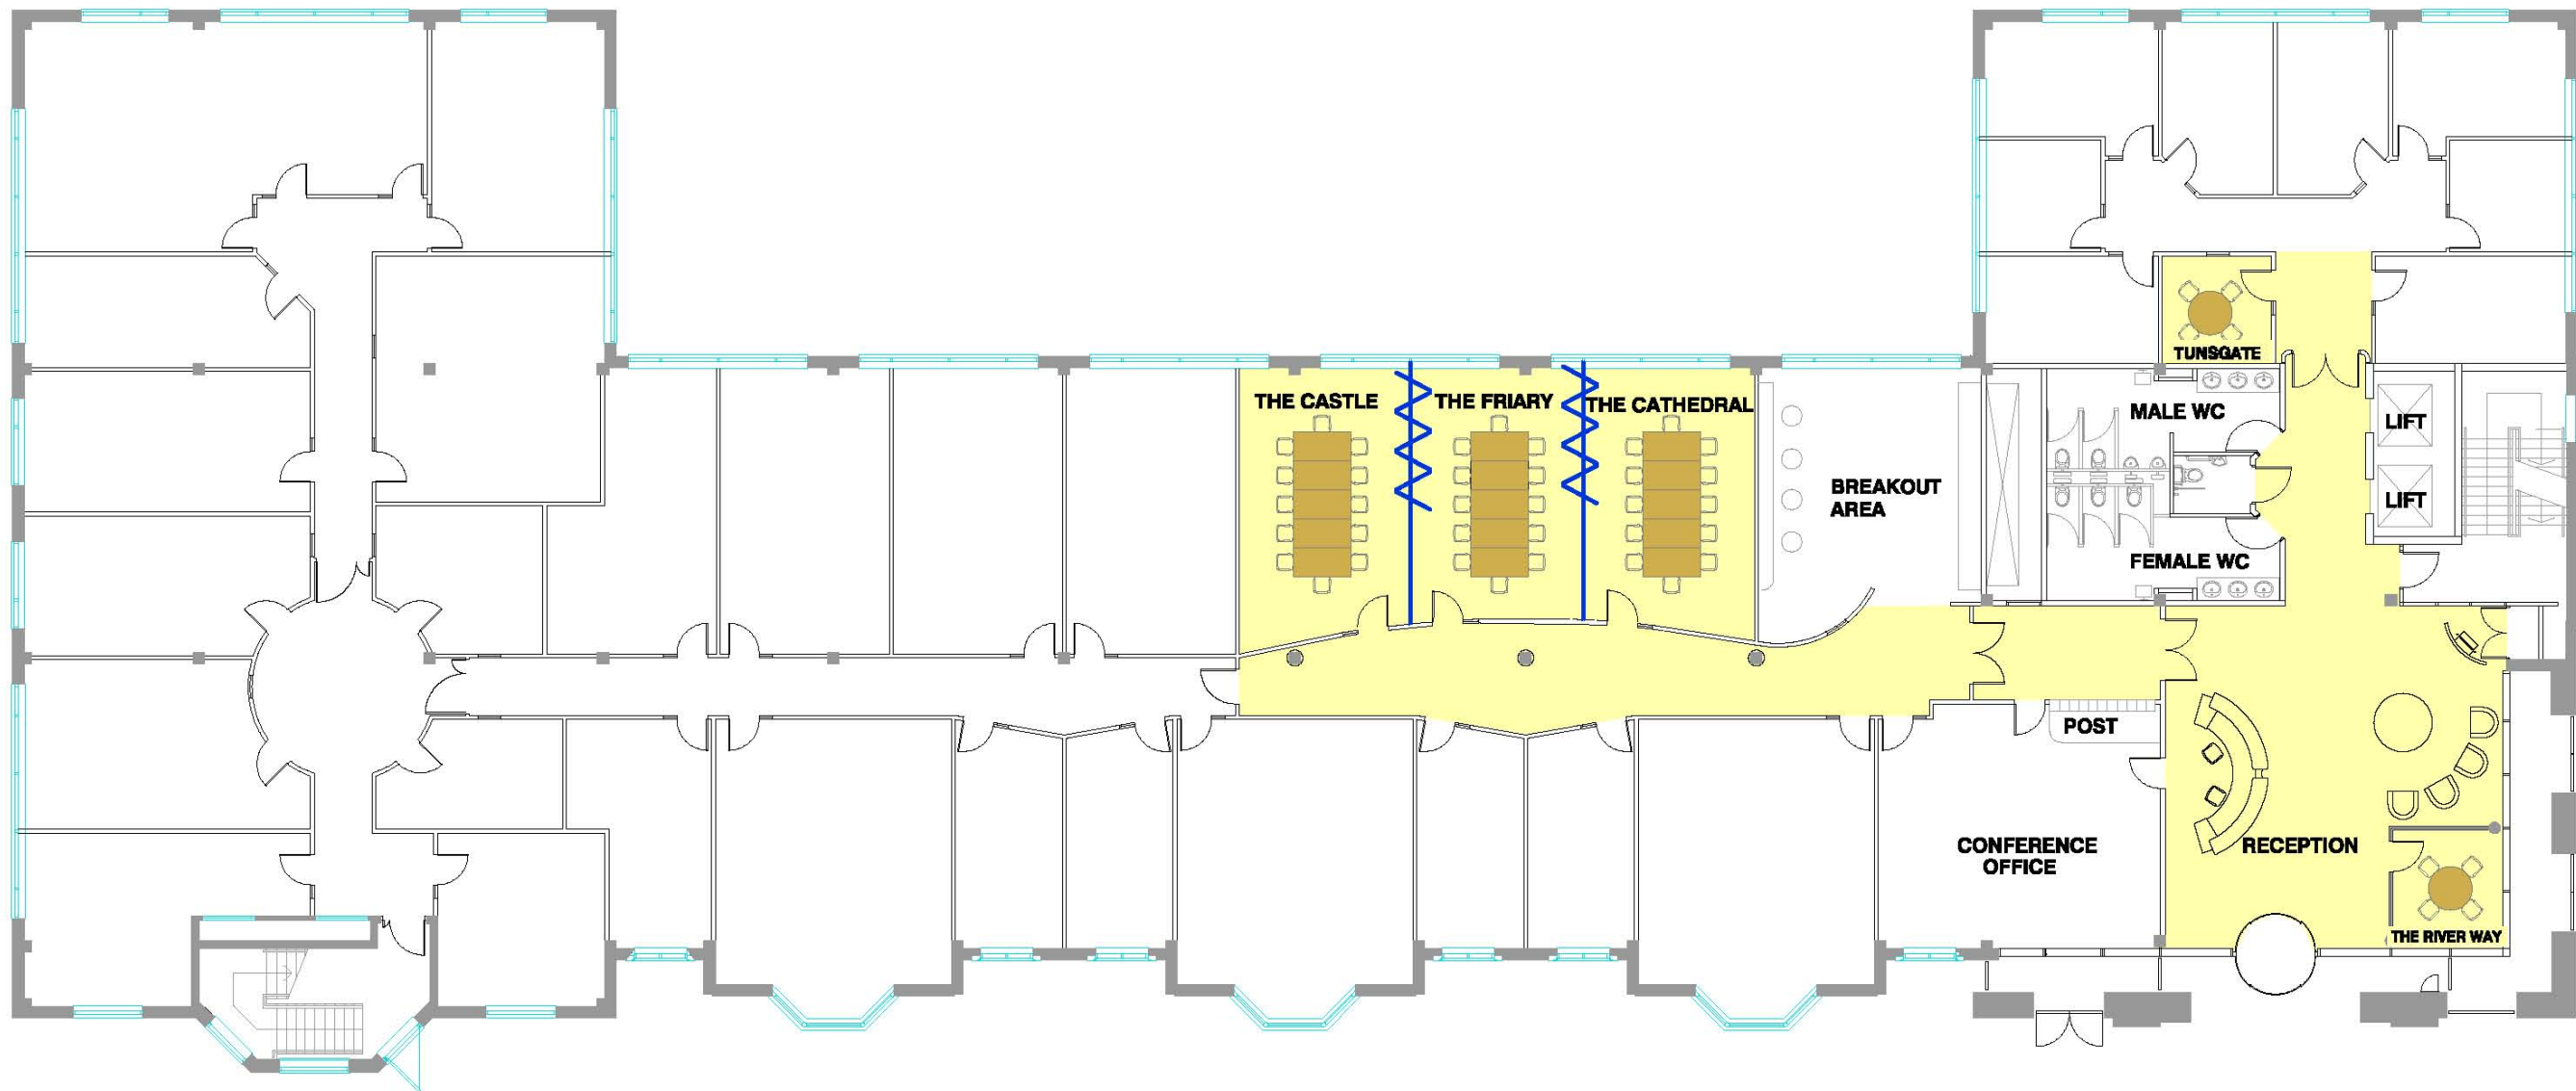 TUNSGATE
THE CASTLE
THE FRIARY
THE CATHEDRAL
MALE WC
LIFT
BREAKOUT
AREA
LIFT
FEMALE WC
POST
CONFERENCE
OFFICE
RECEPTION
THE RIVER WAY